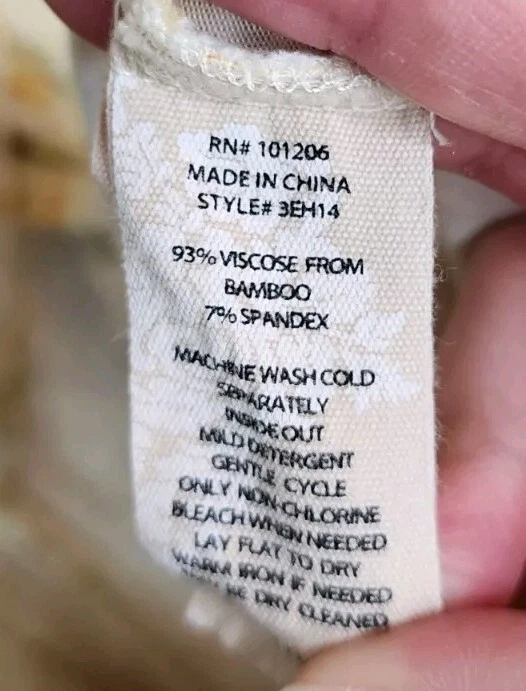 RN# 101206
MADE IN CHINA
STYLE# 3EH14
93% VISCOSE FROM
BAMBOO
7% SPANDEX
MACHINE WASH COLD
SEPARATELY
INSIDE OUT
MILD DETERGENT
GENTLE CYCLE
ONLY NON-CHLORINE
BLEACH WHEN NEEDED
LAY FLAT TO DRY
WARM IRON IF NEEDED
BE DRY CLEANED